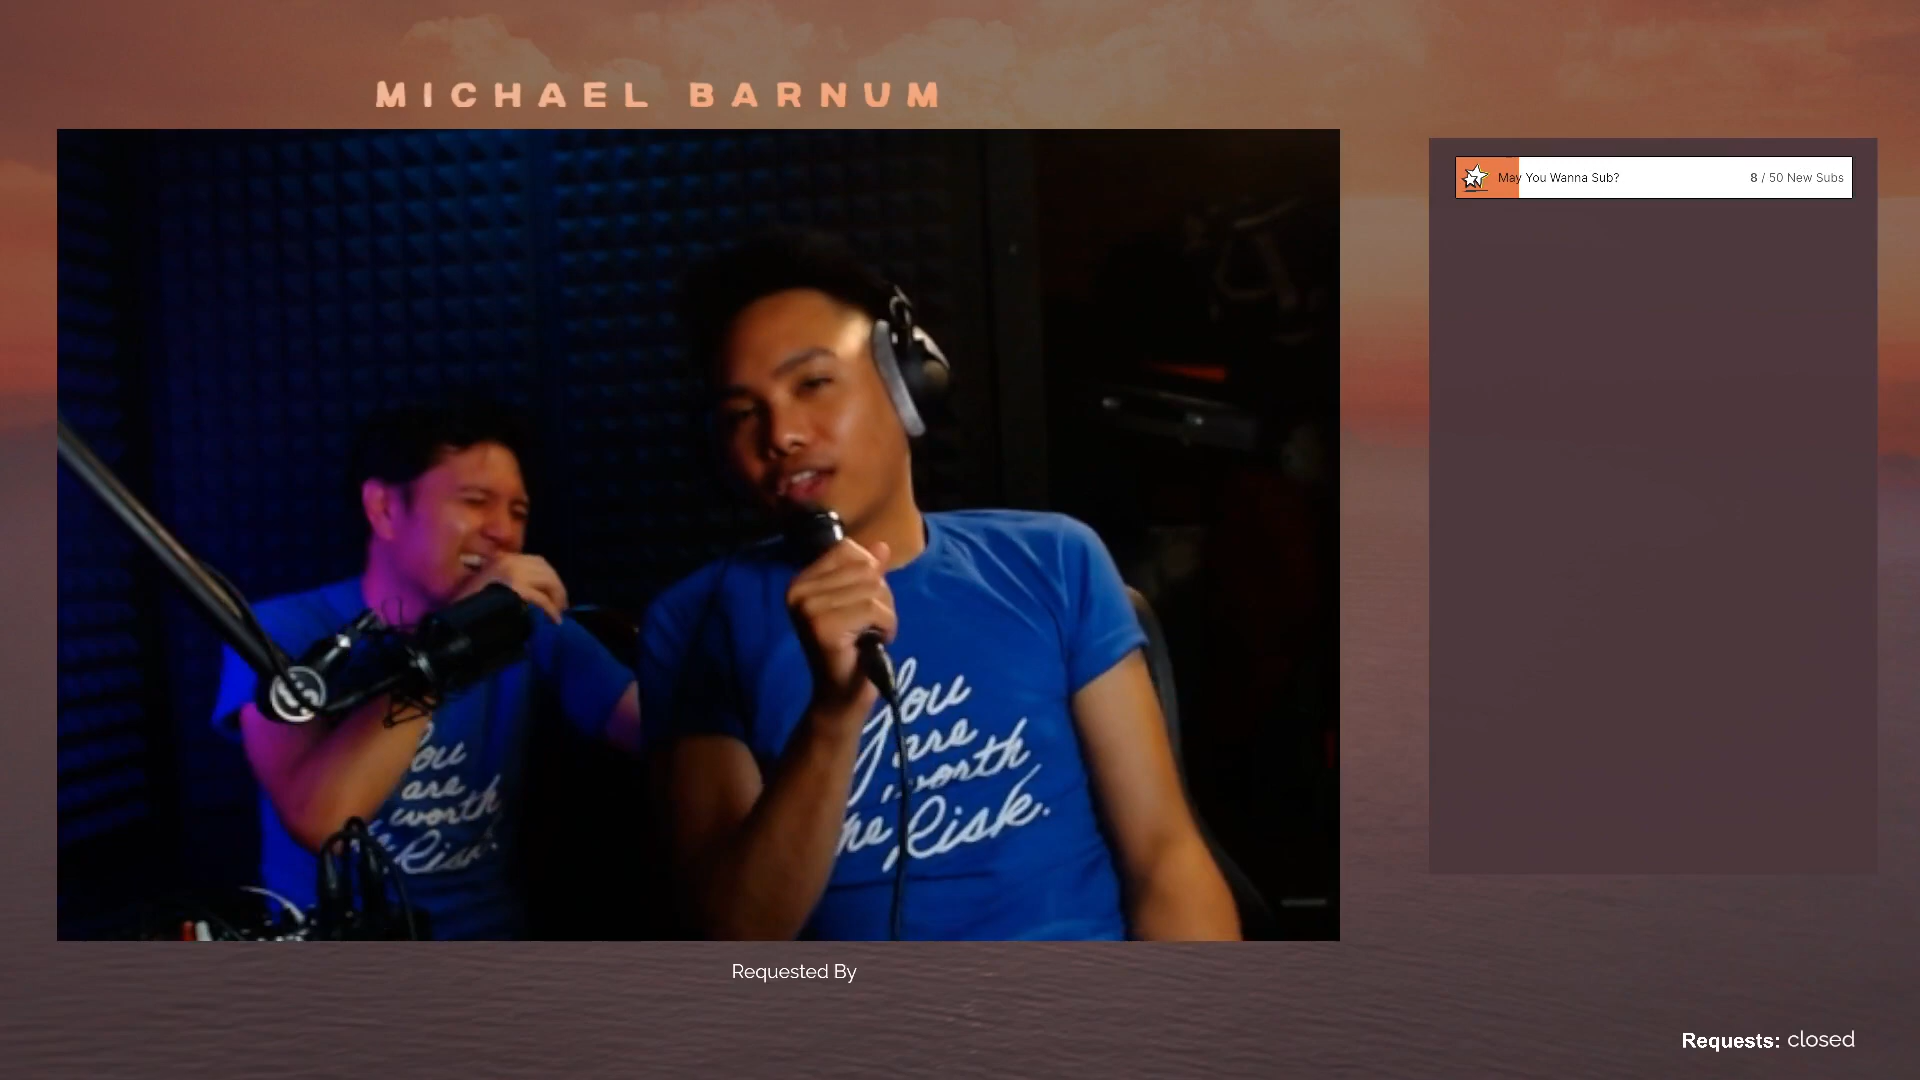 MICHAEL BARNUM
May You Wanna Sub?
8 / 50 New Subs
You
are
worth
the Risk.
You
are
worth
Risk.
Requested By
Requests: closed